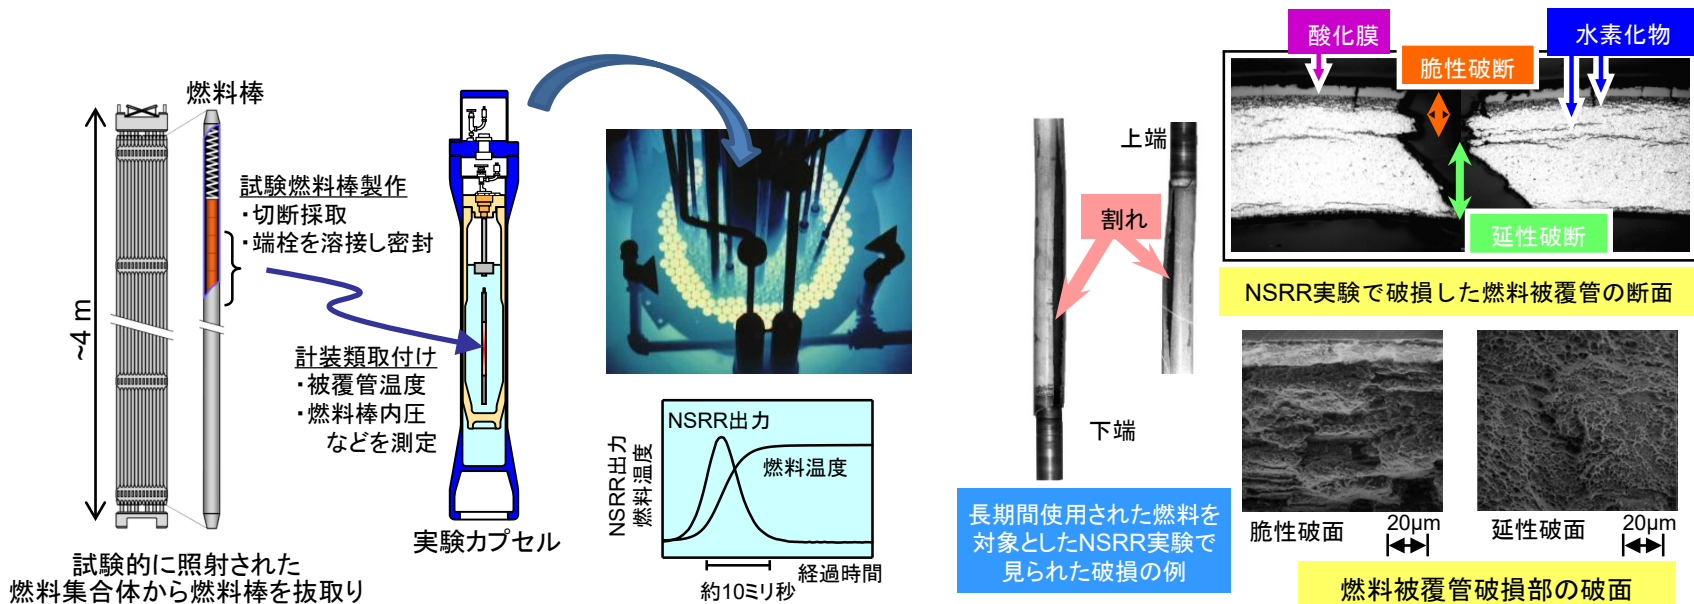 燃料棒
~4 m
試験燃料棒製作
・切断採取
・端栓を溶接し密封
計装類取付け
・被覆管温度
・燃料棒内圧
などを測定
試験的に照射された
燃料集合体から燃料棒を抜取り
実験カプセル
NSRR出力
燃料温度
NSRR出力
燃料温度
経過時間
約10ミリ秒
上端
割れ
下端
長期間使用された燃料を
対象としたNSRR実験で
見られた破損の例
酸化膜
水素化物
脆性破断
延性破断
NSRR実験で破損した燃料被覆管の断面
脆性破面
20μm
延性破面
20μm
燃料被覆管破損部の破面